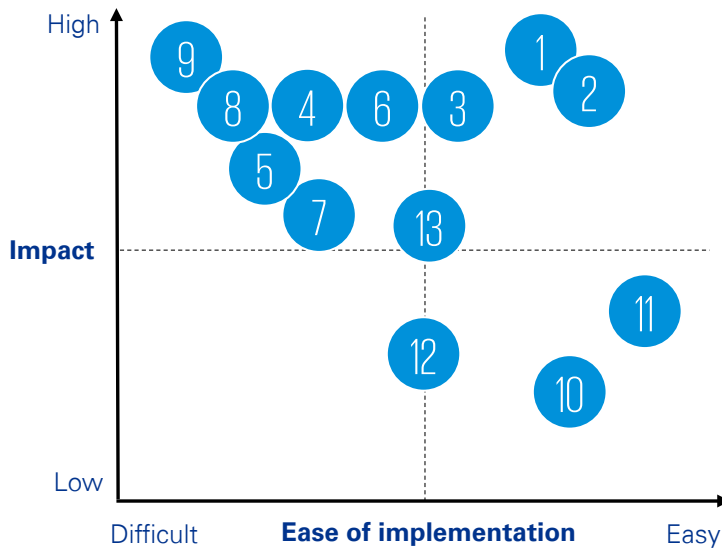 High
9
1
2
8
4
6
3
5
7
13
Impact
11
12
10
Low
Difficult
Ease of implementation
Easy